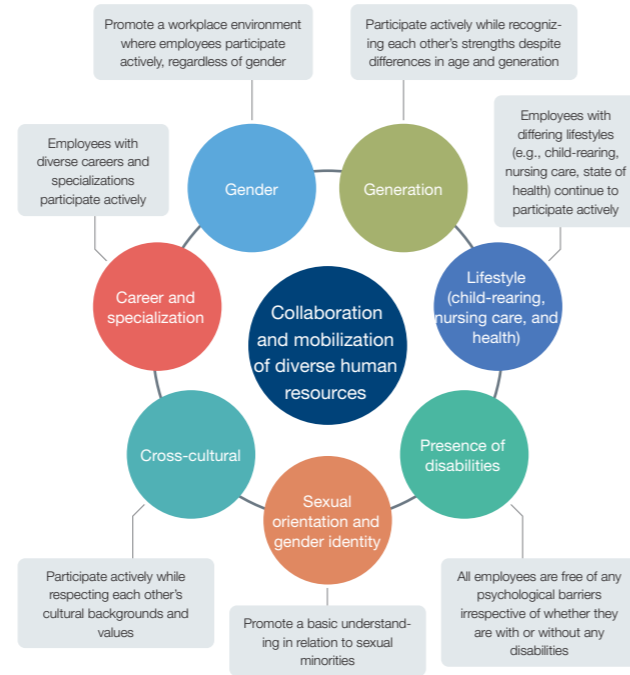 Promote a workplace environment
where employees participate
actively, regardless of gender
Participate actively while recogniz-
ing each other's strengths despite
differences in age and generation
Employees with
diverse careers and
specializations
participate actively
Employees with
differing lifestyles
(e.g., child-rearing,
nursing care, state of
health) continue to
participate actively
Gender
Generation
Career and
specialization
Lifestyle
(child-rearing,
nursing care, and
health)
Collaboration
and mobilization
of diverse human
resources
Cross-cultural
Presence of
disabilities
Sexual
orientation and
gender identity
Participate actively while
respecting each other's
cultural backgrounds and
values
Promote a basic understand-
ing in relation to sexual
minorities
All employees are free of any
psychological barriers
irrespective of whether they
are with or without any
disabilities